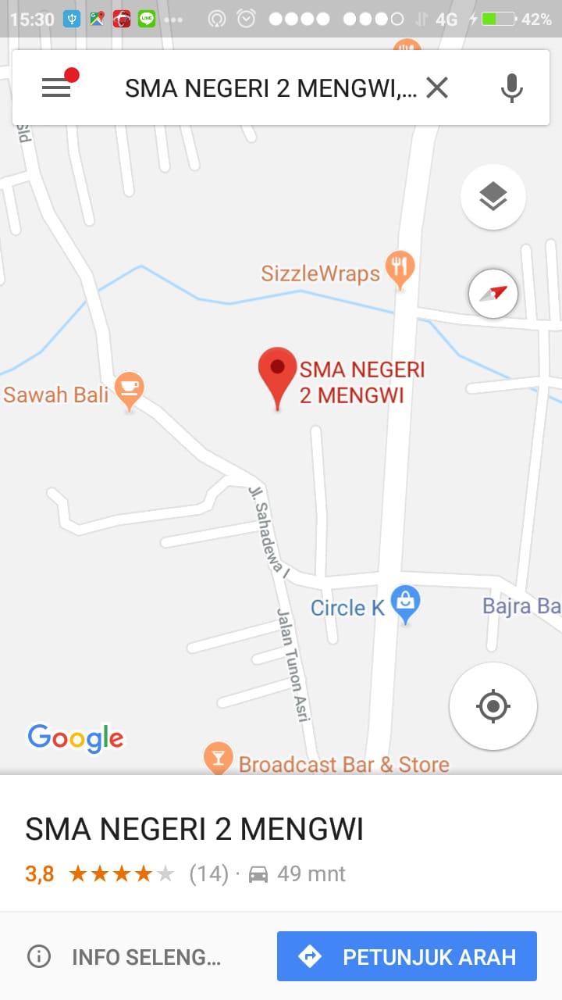 15:30
4G
42%
SMA NEGERI 2 MENGWI,...
SizzleWraps
SMA NEGERI
2 MENGWI
Sawah Bali
Jl. Sahadewa I
Circle K
Bajra Ba
Jalan Tunon Asri
Google
Broadcast Bar & Store
SMA NEGERI 2 MENGWI
3,8 (14) · 49 mnt
INFO SELENG...
PETUNJUK ARAH